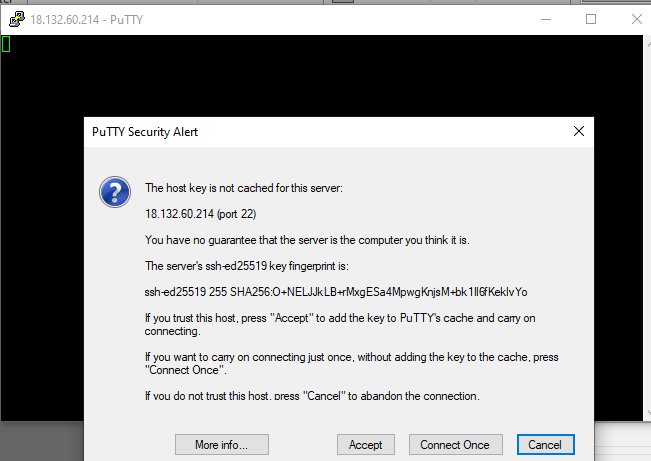 18.132.60.214 - PuTTY
PuTTY Security Alert
The host key is not cached for this server:
18.132.60.214 (port 22)
You have no guarantee that the server is the computer you think it is.
The server's ssh-ed25519 key fingerprint is:
ssh-ed25519 255 SHA256:O+NELJJkLB+rMxgESa4MpwgKnjsM+bk1lI6fKekIvYo
If you trust this host, press "Accept" to add the key to PuTTY's cache and carry on
connecting.
If you want to carry on connecting just once, without adding the key to the cache, press
"Connect Once".
If you do not trust this host, press "Cancel" to abandon the connection.
More info...
Accept
Connect Once
Cancel